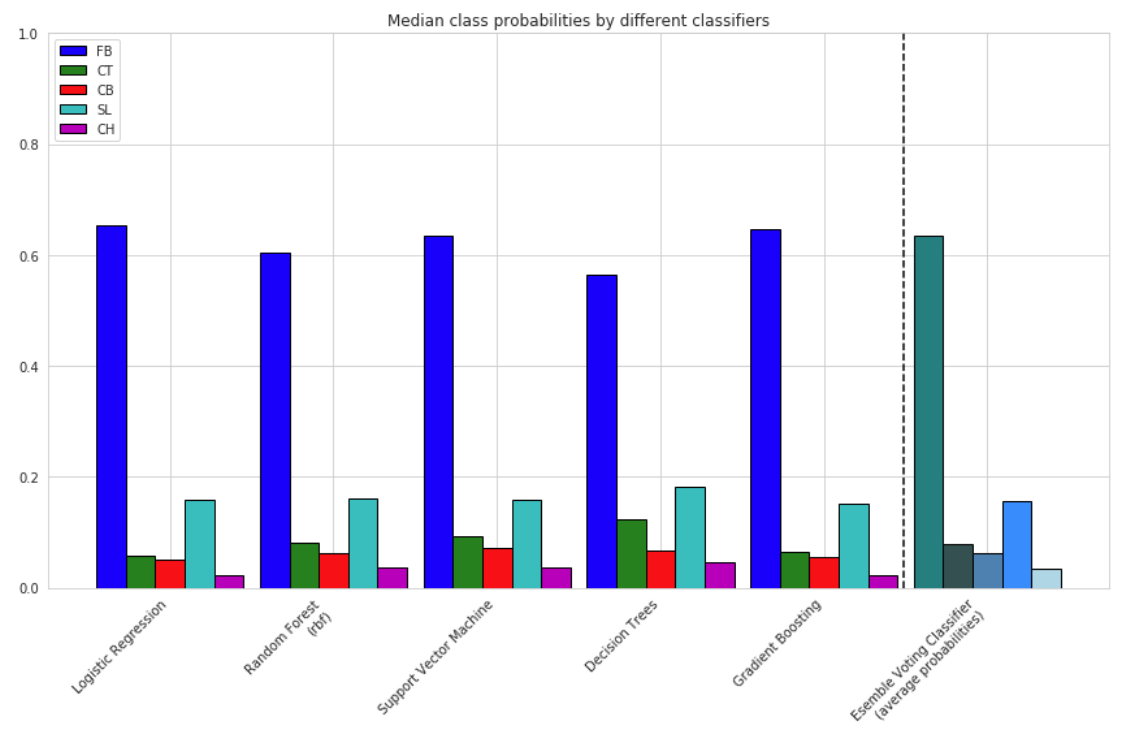 Median class probabilities by different classifiers
1.0
0.8
0.6
0.4
0.2
0.0
FB
CT
CB
SL
CH
Logistic Regression
Random Forest
(rbf)
Support Vector Machine
Decision Trees
Gradient Boosting
Esemble Voting Classifier
(average probabilities)